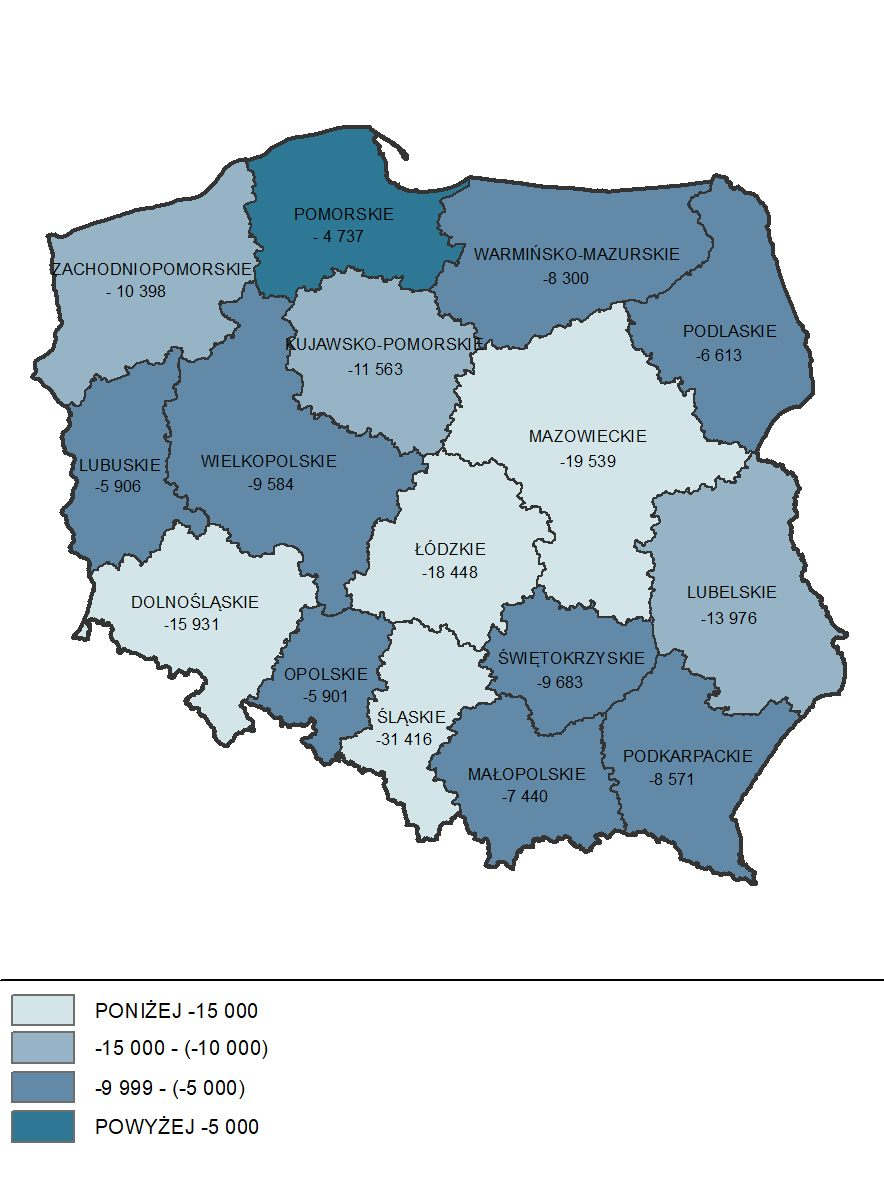 POMORSKIE
- 4 737
WARMIŃSKO-MAZURSKIE
-8 300
ZACHODNIOPOMORSKIE
- 10 398
PODLASKIE
-6 613
KUJAWSKO-POMORSKIE
-11 563
MAZOWIECKIE
-19 539
LUBUSKIE
-5 906
WIELKOPOLSKIE
-9 584
ŁÓDZKIE
-18 448
LUBELSKIE
-13 976
DOLNOŚLĄSKIE
-15 931
ŚWIĘTOKRZYSKIE
-9 683
OPOLSKIE
-5 901
ŚLĄSKIE
-31 416
PODKARPACKIE
-8 571
MAŁOPOLSKIE
-7 440
PONIŻEJ -15 000
-15 000 - (-10 000)
-9 999 - (-5 000)
POWYŻEJ -5 000